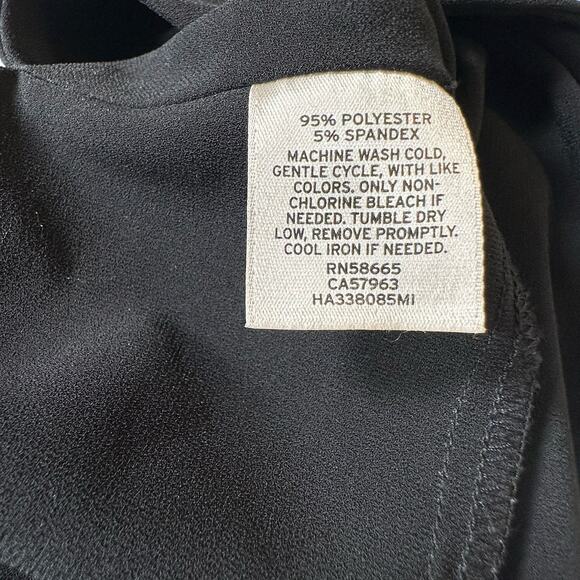 95% POLYESTER
5% SPANDEX
MACHINE WASH COLD,
GENTLE CYCLE, WITH LIKE
COLORS. ONLY NON-
CHLORINE BLEACH IF
NEEDED. TUMBLE DRY
LOW, REMOVE PROMPTLY.
COOL IRON IF NEEDED.
RN58665
CA57963
HA338085MI